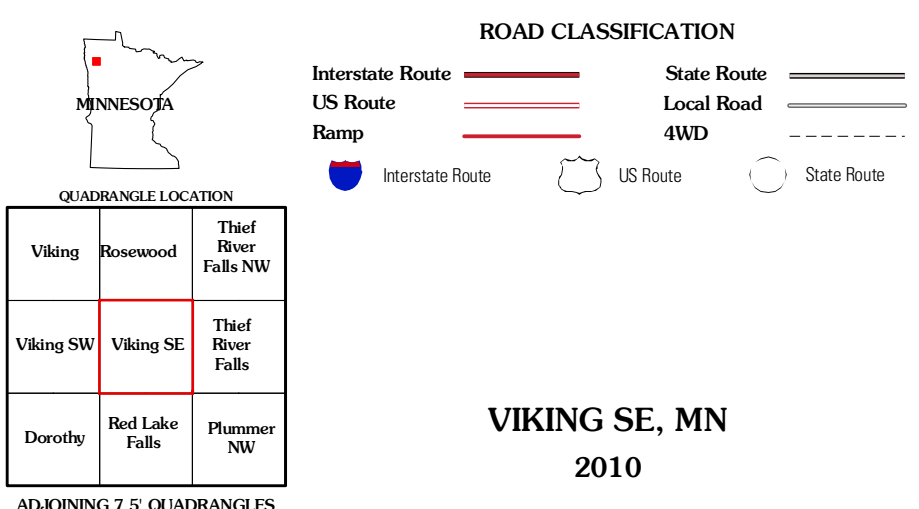 MINNESOTA
QUADRANGLE LOCATION
ROAD CLASSIFICATION
Interstate Route
State Route
US Route
Local Road
Ramp
4WD
Interstate Route
US Route
State Route
Viking
Rosewood
Thief
River
Falls NW
Viking SW
Viking SE
Thief
River
Falls
Dorothy
Red Lake
Falls
Plummer
NW
ADJOINING 7.5' QUADRANGLES
VIKING SE, MN
2010